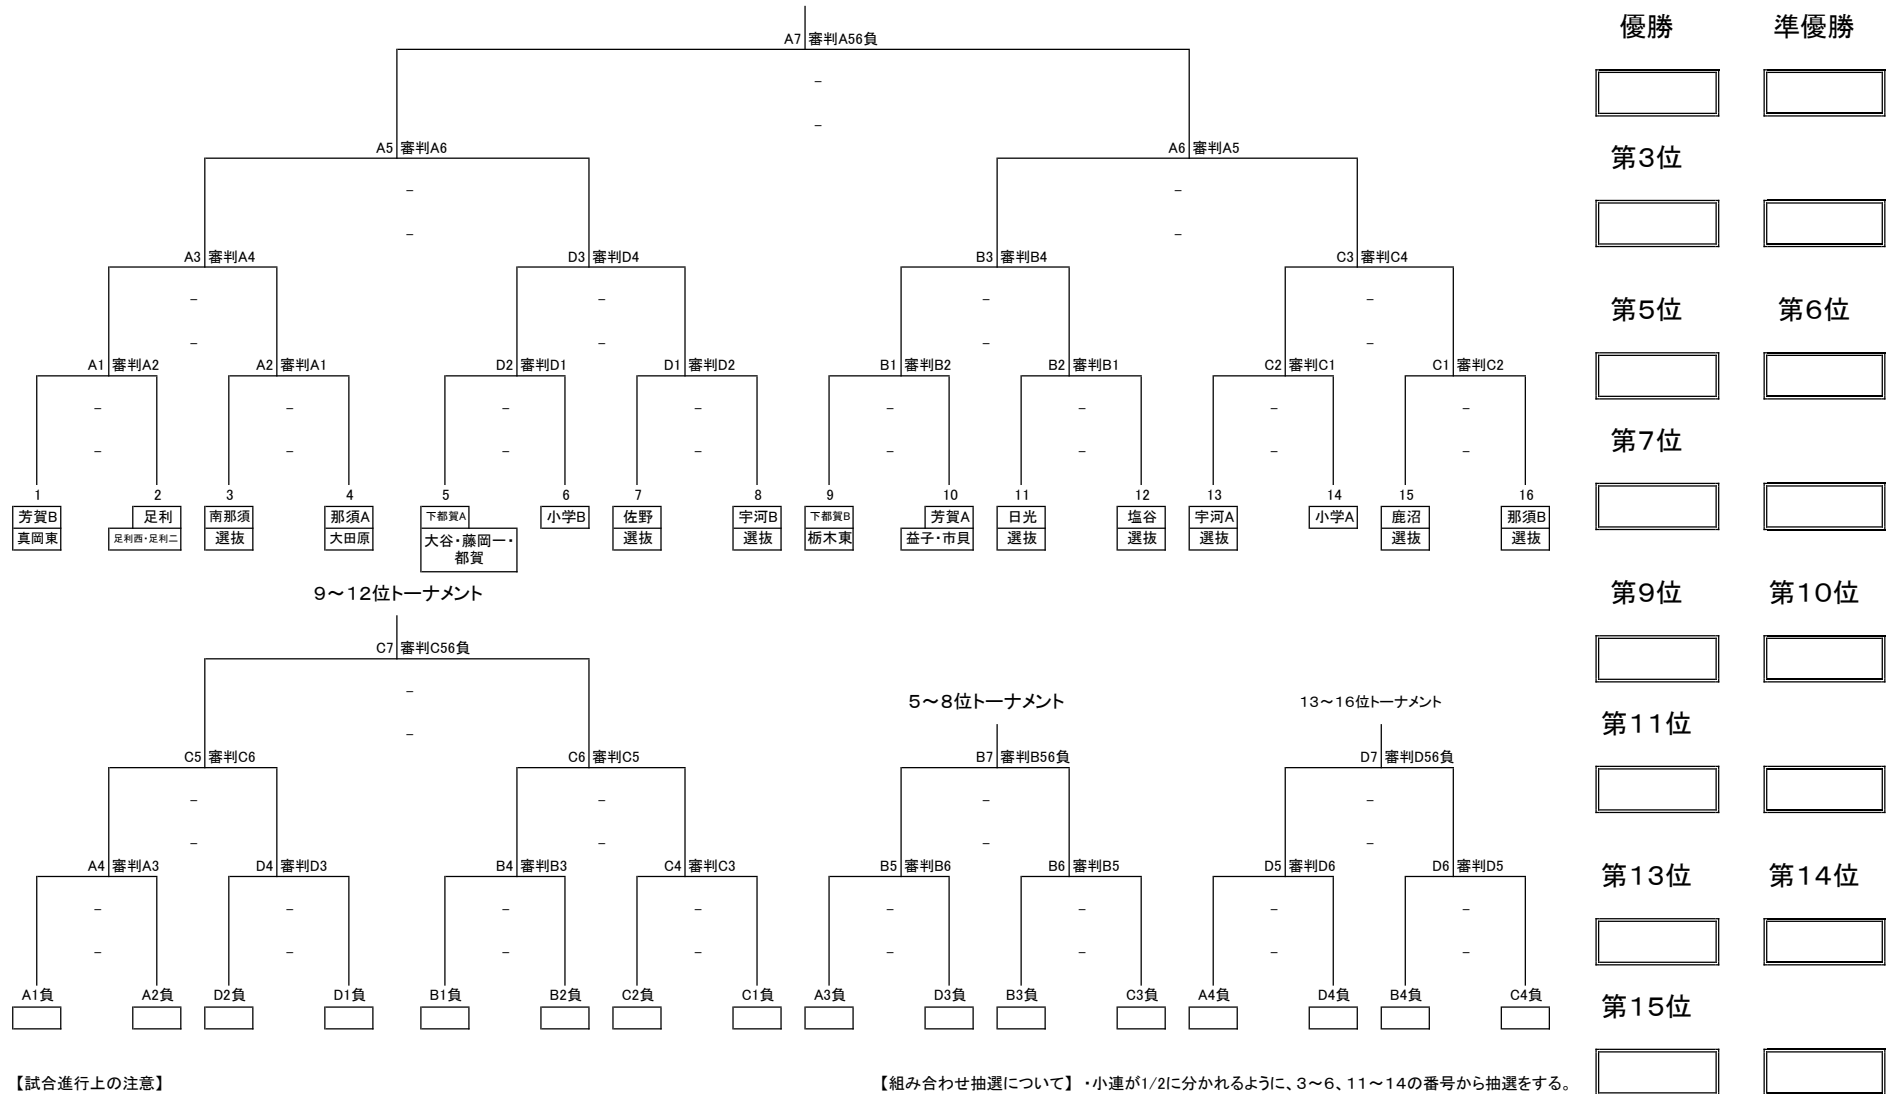 優勝 準優勝
A7 審判A56負
－
－
A5 審判A6 A6 審判A5
第3位
－ －
－ －
A3 審判A4 D3 審判D4 B3 審判B4 C3 審判C4
－ － － －
第5位 第6位
－ － － －
A1 審判A2 A2 審判A1 D2 審判D1 D1 審判D2 B1 審判B2 B2 審判B1 C2 審判C1 C1 審判C2
－ － － － － － － －
第7位
－ － － － － － － －
1 2 3 4 5 6 7 8 9 10 11 12 13 14 15 16
芳賀B 足利 南那須 那須A 下都賀A 小学B 佐野 宇河B 下都賀B 芳賀A 日光 塩谷 宇河A 小学A 鹿沼 那須B
真岡東 足利西・足利二 選抜 大田原 大谷・藤岡一・ 選抜 選抜 栃木東 益子・市貝 選抜 選抜 選抜 選抜 選抜
都賀
9～12位トーナメント
第9位 第10位
C7 審判C56負
－
5～8位トーナメント 13～16位トーナメント
第11位
－
C5 審判C6 C6 審判C5 B7 審判B56負 D7 審判D56負
－ － － －
－ － － －
A4 審判A3 D4 審判D3 B4 審判B3 C4 審判C3 B5 審判B6 B6 審判B5 D5 審判D6 D6 審判D5
第13位 第14位
－ － － － － － － －
－ － － － － － － －
A1負 A2負 D2負 D1負 B1負 B2負 C2負 C1負 A3負 D3負 B3負 C3負 A4負 D4負 B4負 C4負
第15位
【試合進行上の注意】 【組み合わせ抽選について】 ・小連が1/2に分かれるように、3～6、11～14の番号から抽選をする。